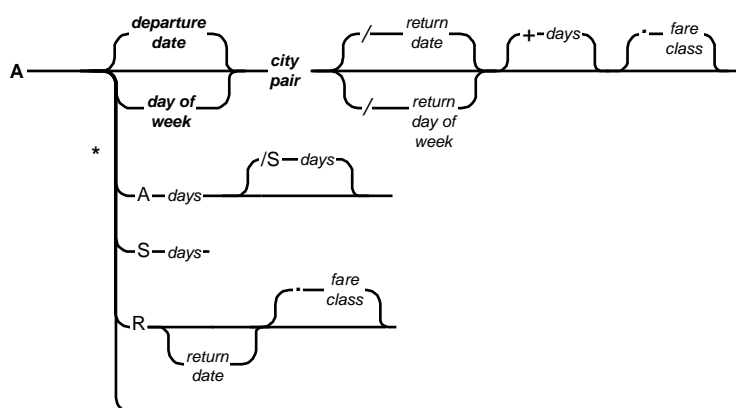 departure
date
/ return
date
+ days
. fare
class
A
city
pair
day of
week
/ return
day of
week
*
/S days
A days
S days
. fare
class
R
return
date